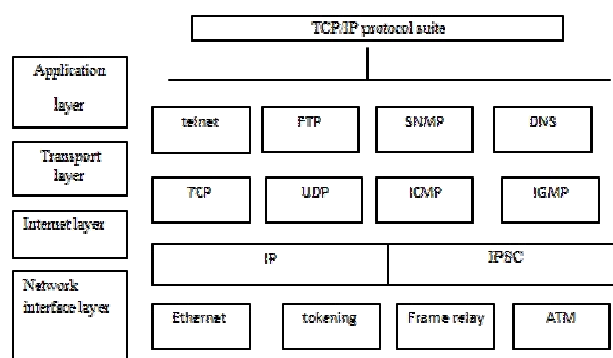 TCP/IP protocol suite
Application
layer
telnet
FTP
SNMP
DNS
Transport
layer
TCP
UDP
ICMP
IGMP
Internet layer
IP
IPSC
Network
interface layer
Ethernet
tokening
Frame relay
ATM